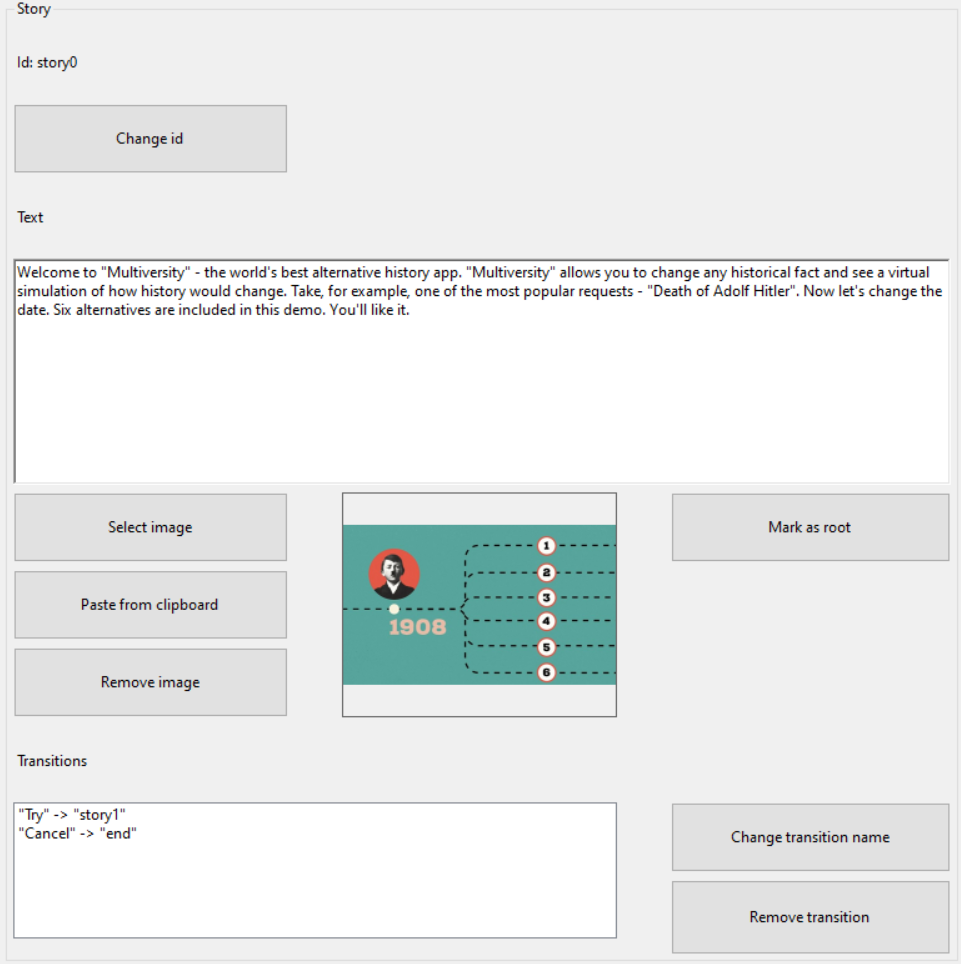 Story
Id: story0
Change id
Text
Welcome to "Multiversity" - the world's best alternative history app. "Multiversity" allows you to change any historical fact and see a virtual
simulation of how history would change. Take, for example, one of the most popular requests - "Death of Adolf Hitler". Now let's change the
date. Six alternatives are included in this demo. You'll like it.
Select image
Mark as root
Paste from clipboard
Remove image
1908
1
2
3
4
5
6
Transitions
"Try" -> "story1"
"Cancel" -> "end"
Change transition name
Remove transition